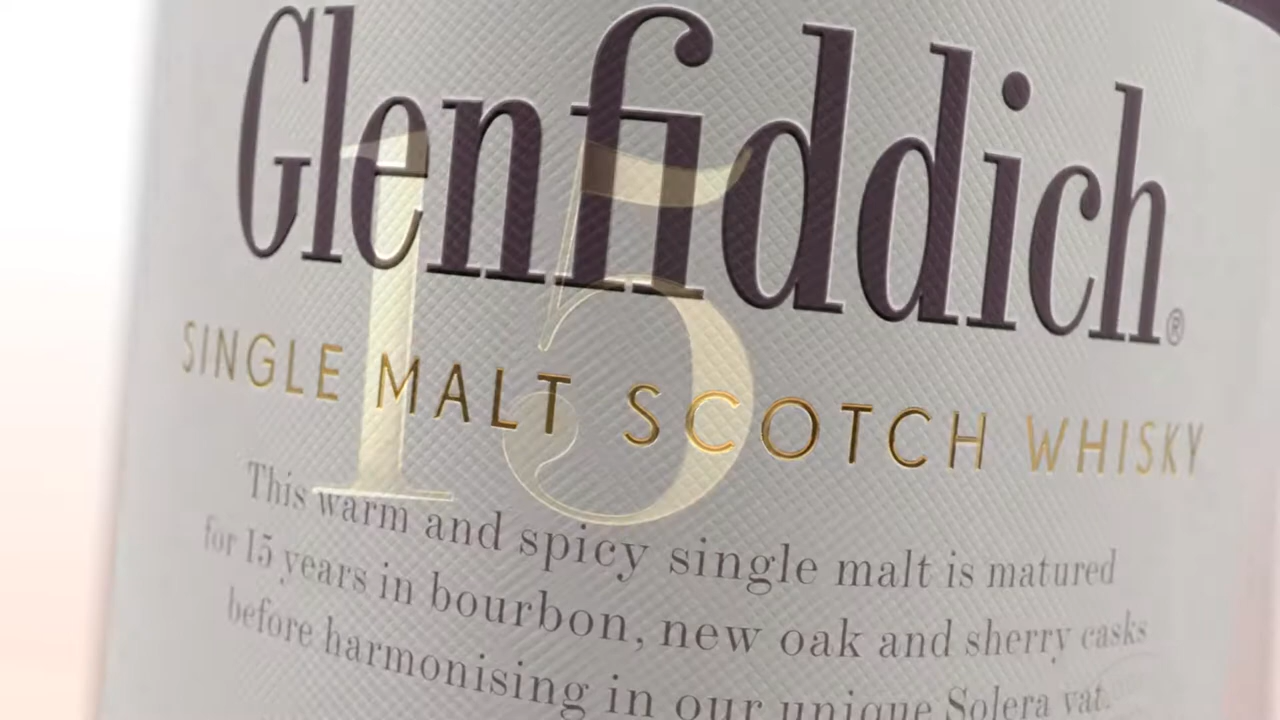 Glenfiddich®
15
SINGLE MALT SCOTCH WHISKY
This warm and spicy single malt is matured
for 15 years in bourbon, new oak and sherry casks
before harmonising in our unique Solera vat.